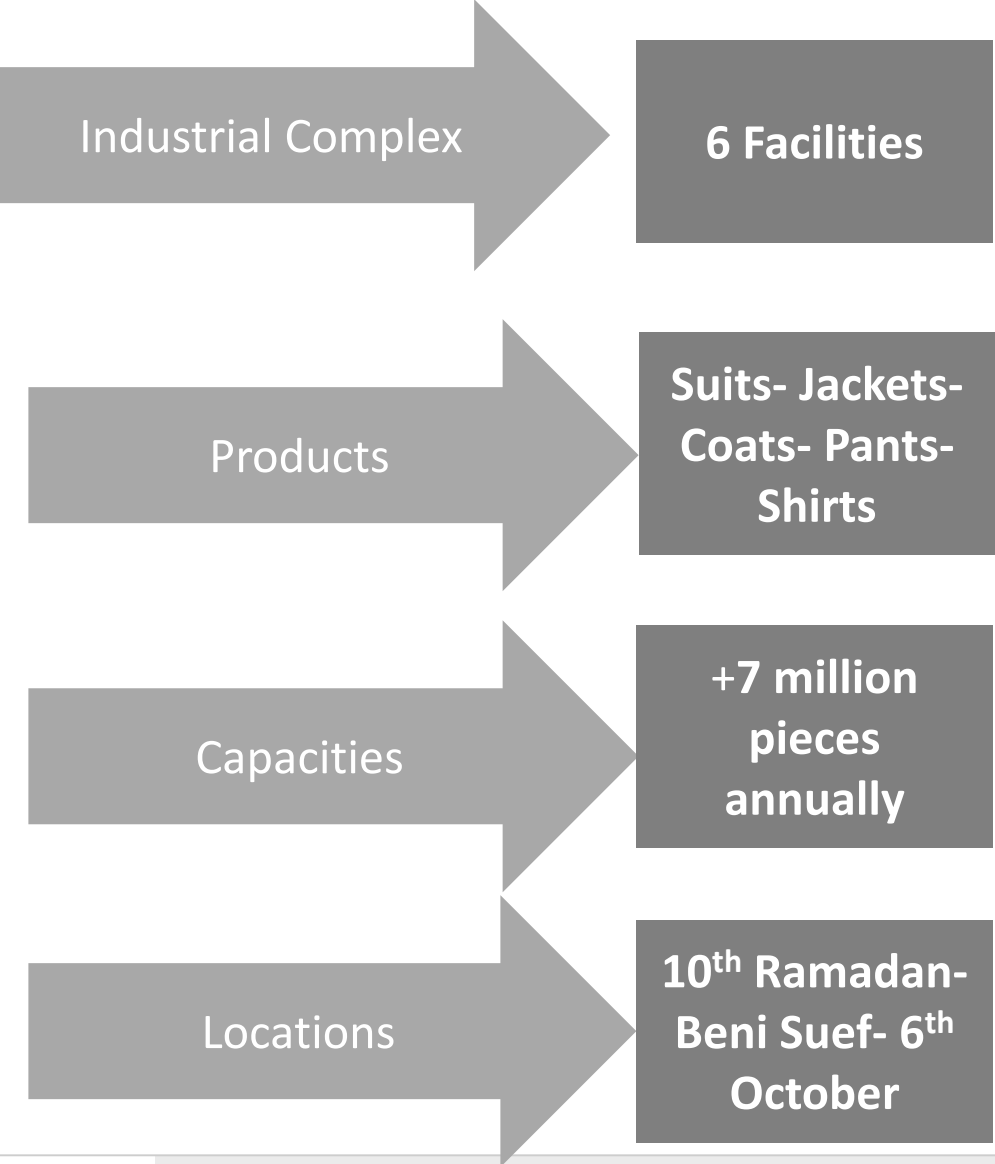 Industrial Complex
6 Facilities
Products
Suits- Jackets-
Coats- Pants-
Shirts
Capacities
+7 million
pieces
annually
Locations
10th Ramadan-
Beni Suef- 6th
October